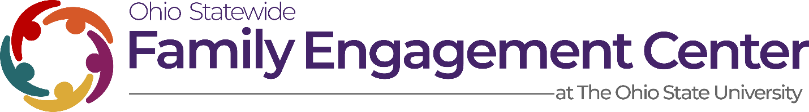 Ohio Statewide
Family Engagement Center
at The Ohio State University